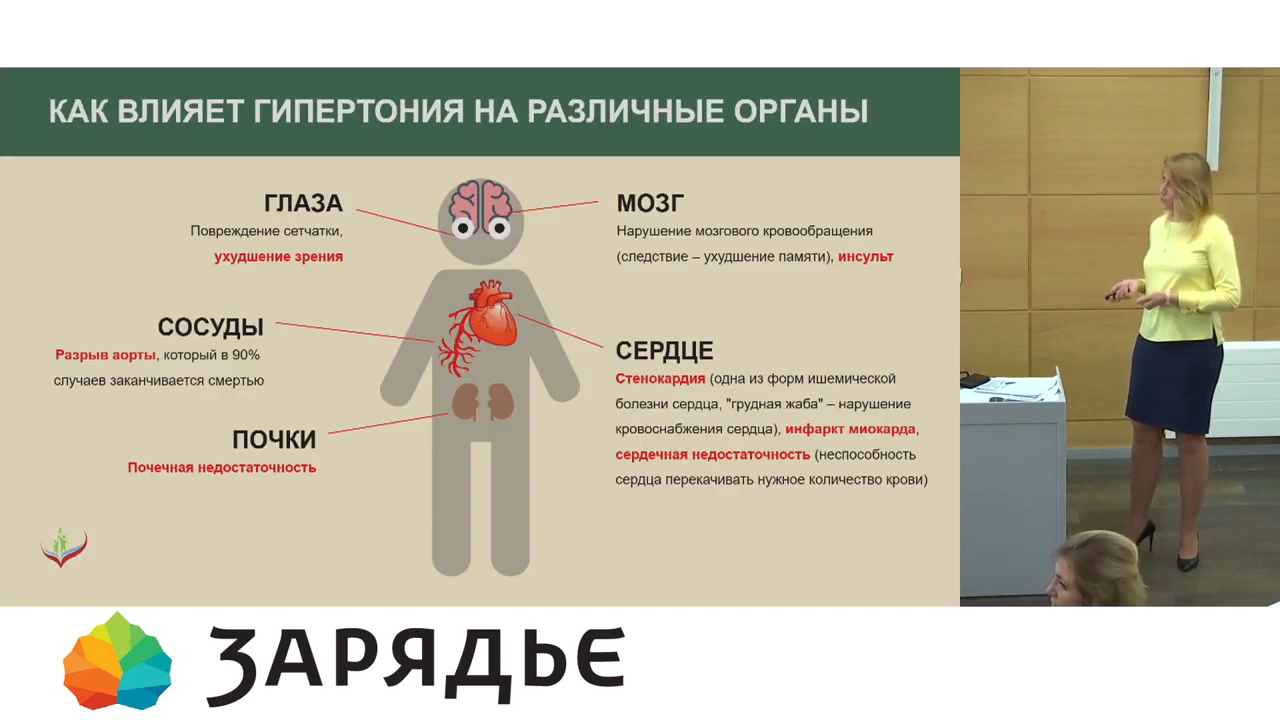 КАК ВЛИЯЕТ ГИПЕРТОНИЯ НА РАЗЛИЧНЫЕ ОРГАНЫ
ГЛАЗА
Повреждение сетчатки,
ухудшение зрения
СОСУДЫ
Разрыв аорты, который в 90%
случаев заканчивается смертью
ПОЧКИ
Почечная недостаточность
МОЗГ
Нарушение мозгового кровообращения
(следствие – ухудшение памяти), инсульт
СЕРДЦЕ
Стенокардия (одна из форм ишемической
болезни сердца, "грудная жаба" – нарушение
кровоснабжения сердца), инфаркт миокарда,
сердечная недостаточность (неспособность
сердца перекачивать нужное количество крови)
ЗАРЯДЬЕ